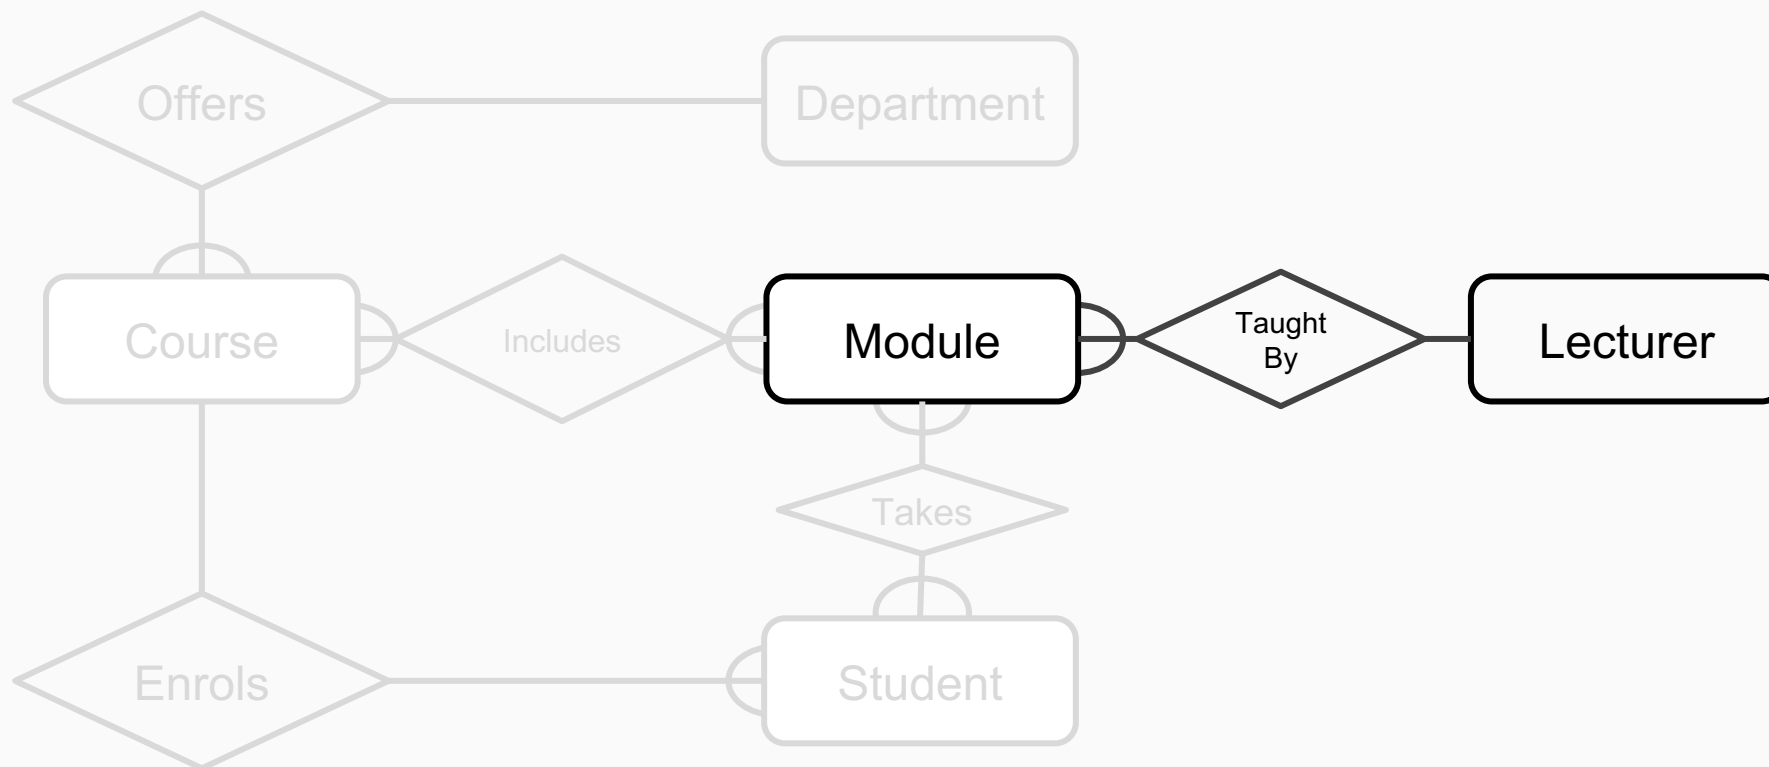 Offers
Department
Course
Includes
Module
Taught
By
Lecturer
Takes
Enrols
Student